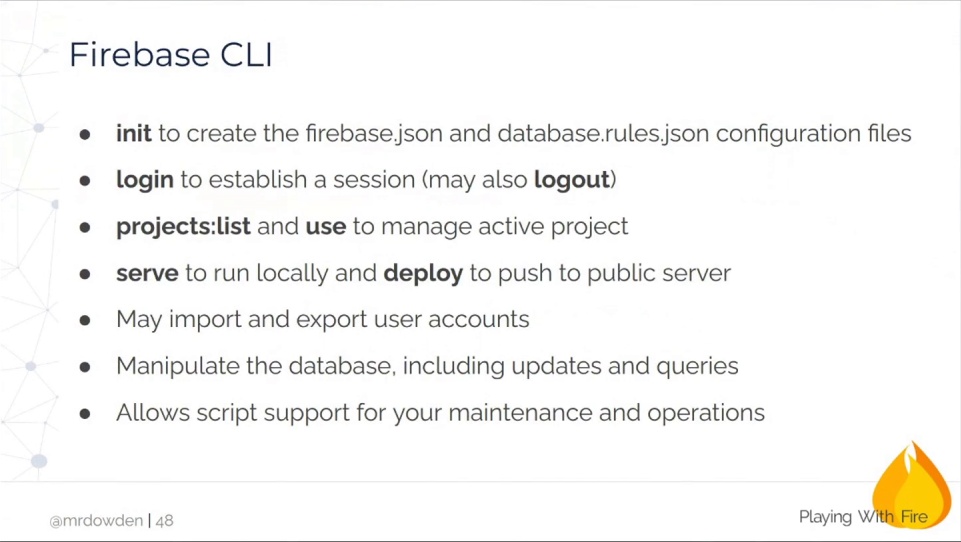 Firebase CLI
● init to create the firebase.json and database.rules.json configuration files
● login to establish a session (may also logout)
● projects:list and use to manage active project
● serve to run locally and deploy to push to public server
● May import and export user accounts
● Manipulate the database, including updates and queries
● Allows script support for your maintenance and operations
@mrdowden | 48
Playing With Fire